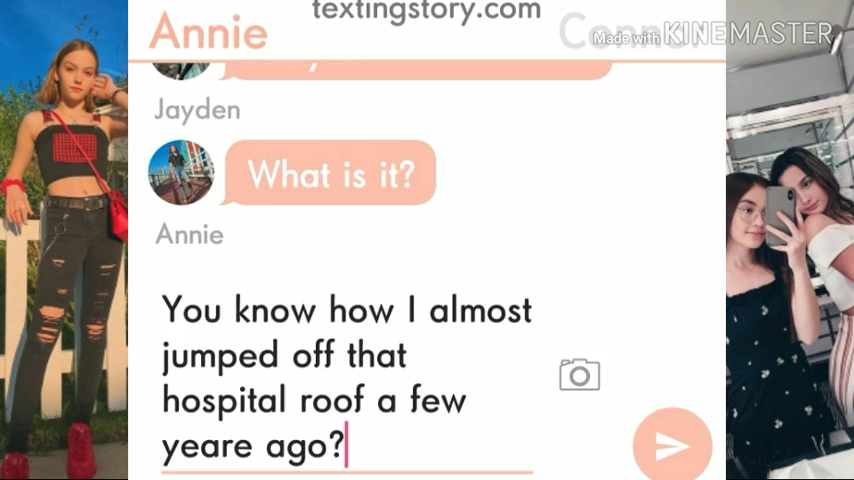 textingstory.com
Annie
Made with KINEMASTER
Jayden
What is it?
Annie
You know how I almost
jumped off that
hospital roof a few
yeare ago?